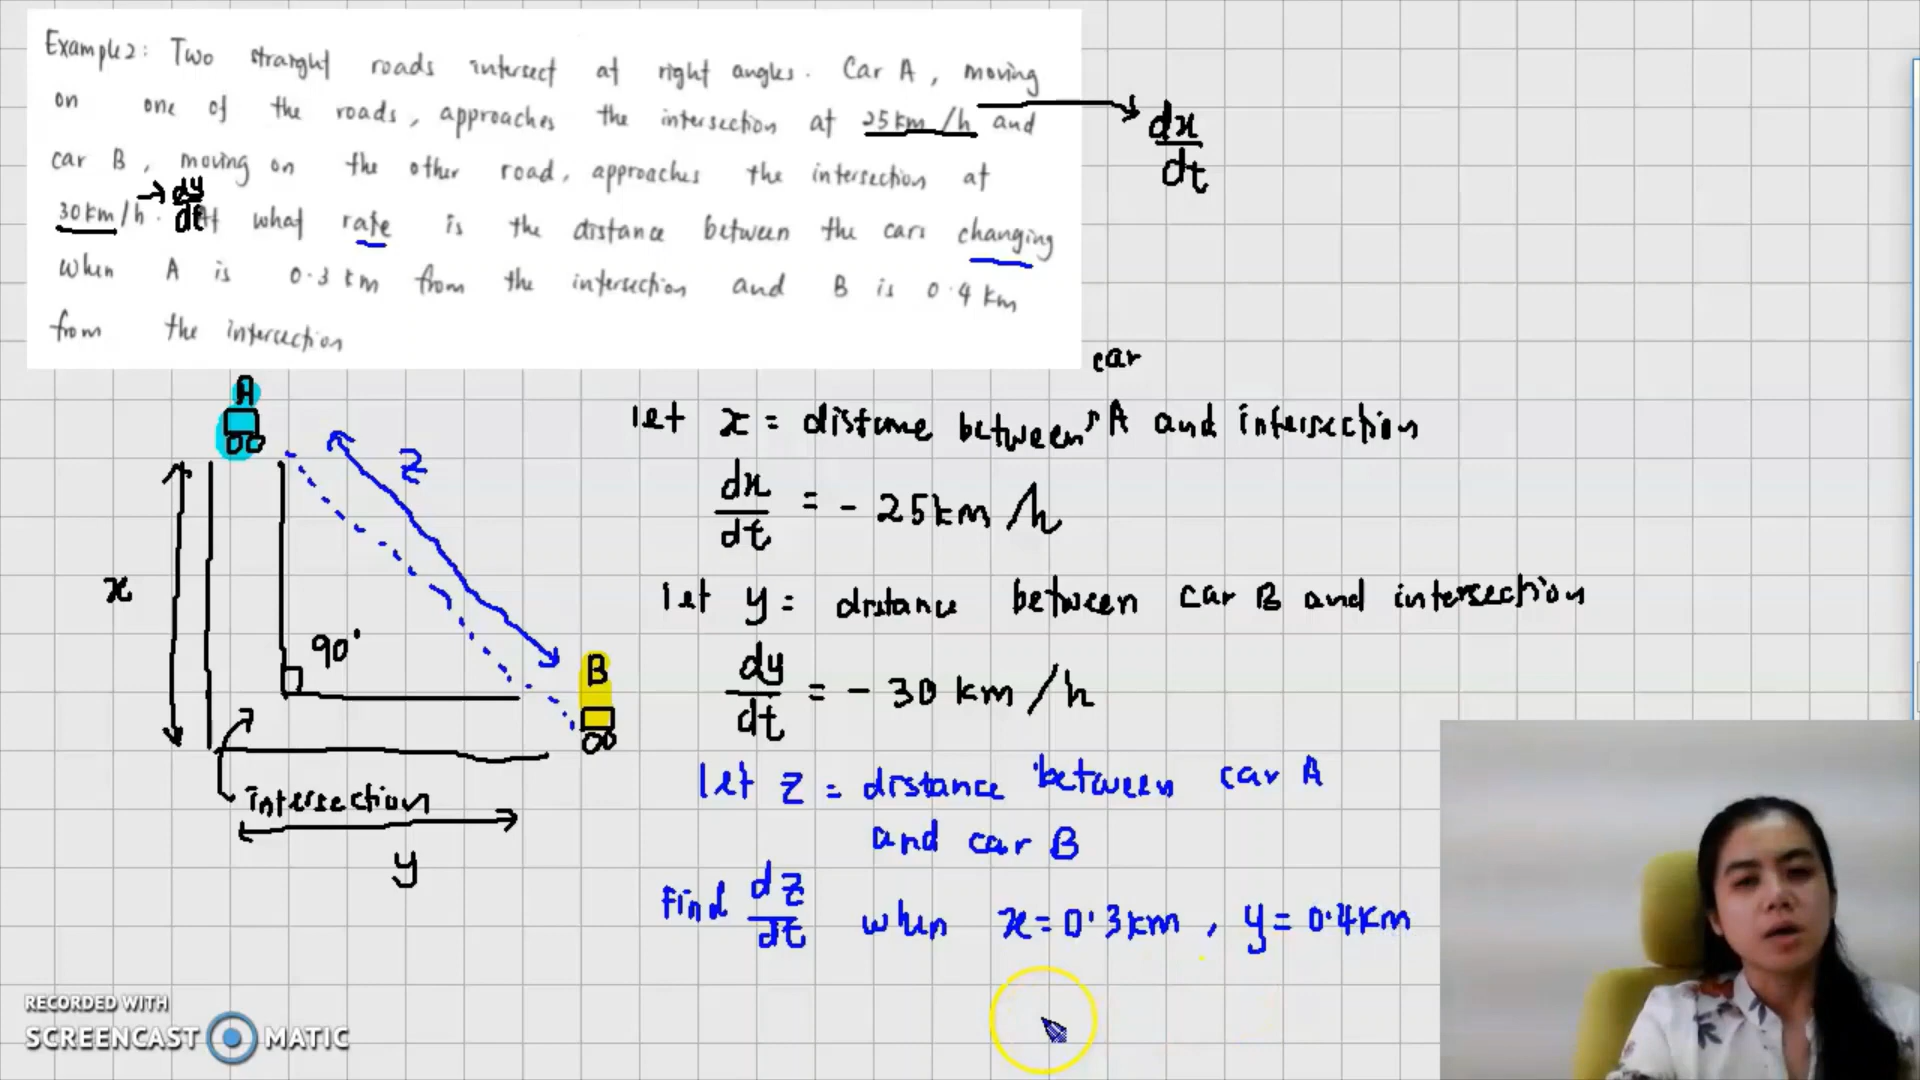 Example 2: Two straight roads intersect at right angles. Car A, moving
on one of the roads, approaches the intersection at 25km/h and
car B, moving on the other road, approaches the intersection at
30km/h. At what rate is the distance between the cars changing
when A is 0.3 km from the intersection and B is 0.4 km
from the intersection
→ dy/dt
dx/dt
A
z
x
90°
B
intersection
y
car
let x = distance between A and intersection
dx/dt = - 25km/h
let y = distance between car B and intersection
dy/dt = - 30 km/h
let z = distance between car A
and car B
Find dz/dt when x = 0.3km, y = 0.4km
RECORDED WITH
SCREENCAST MATIC